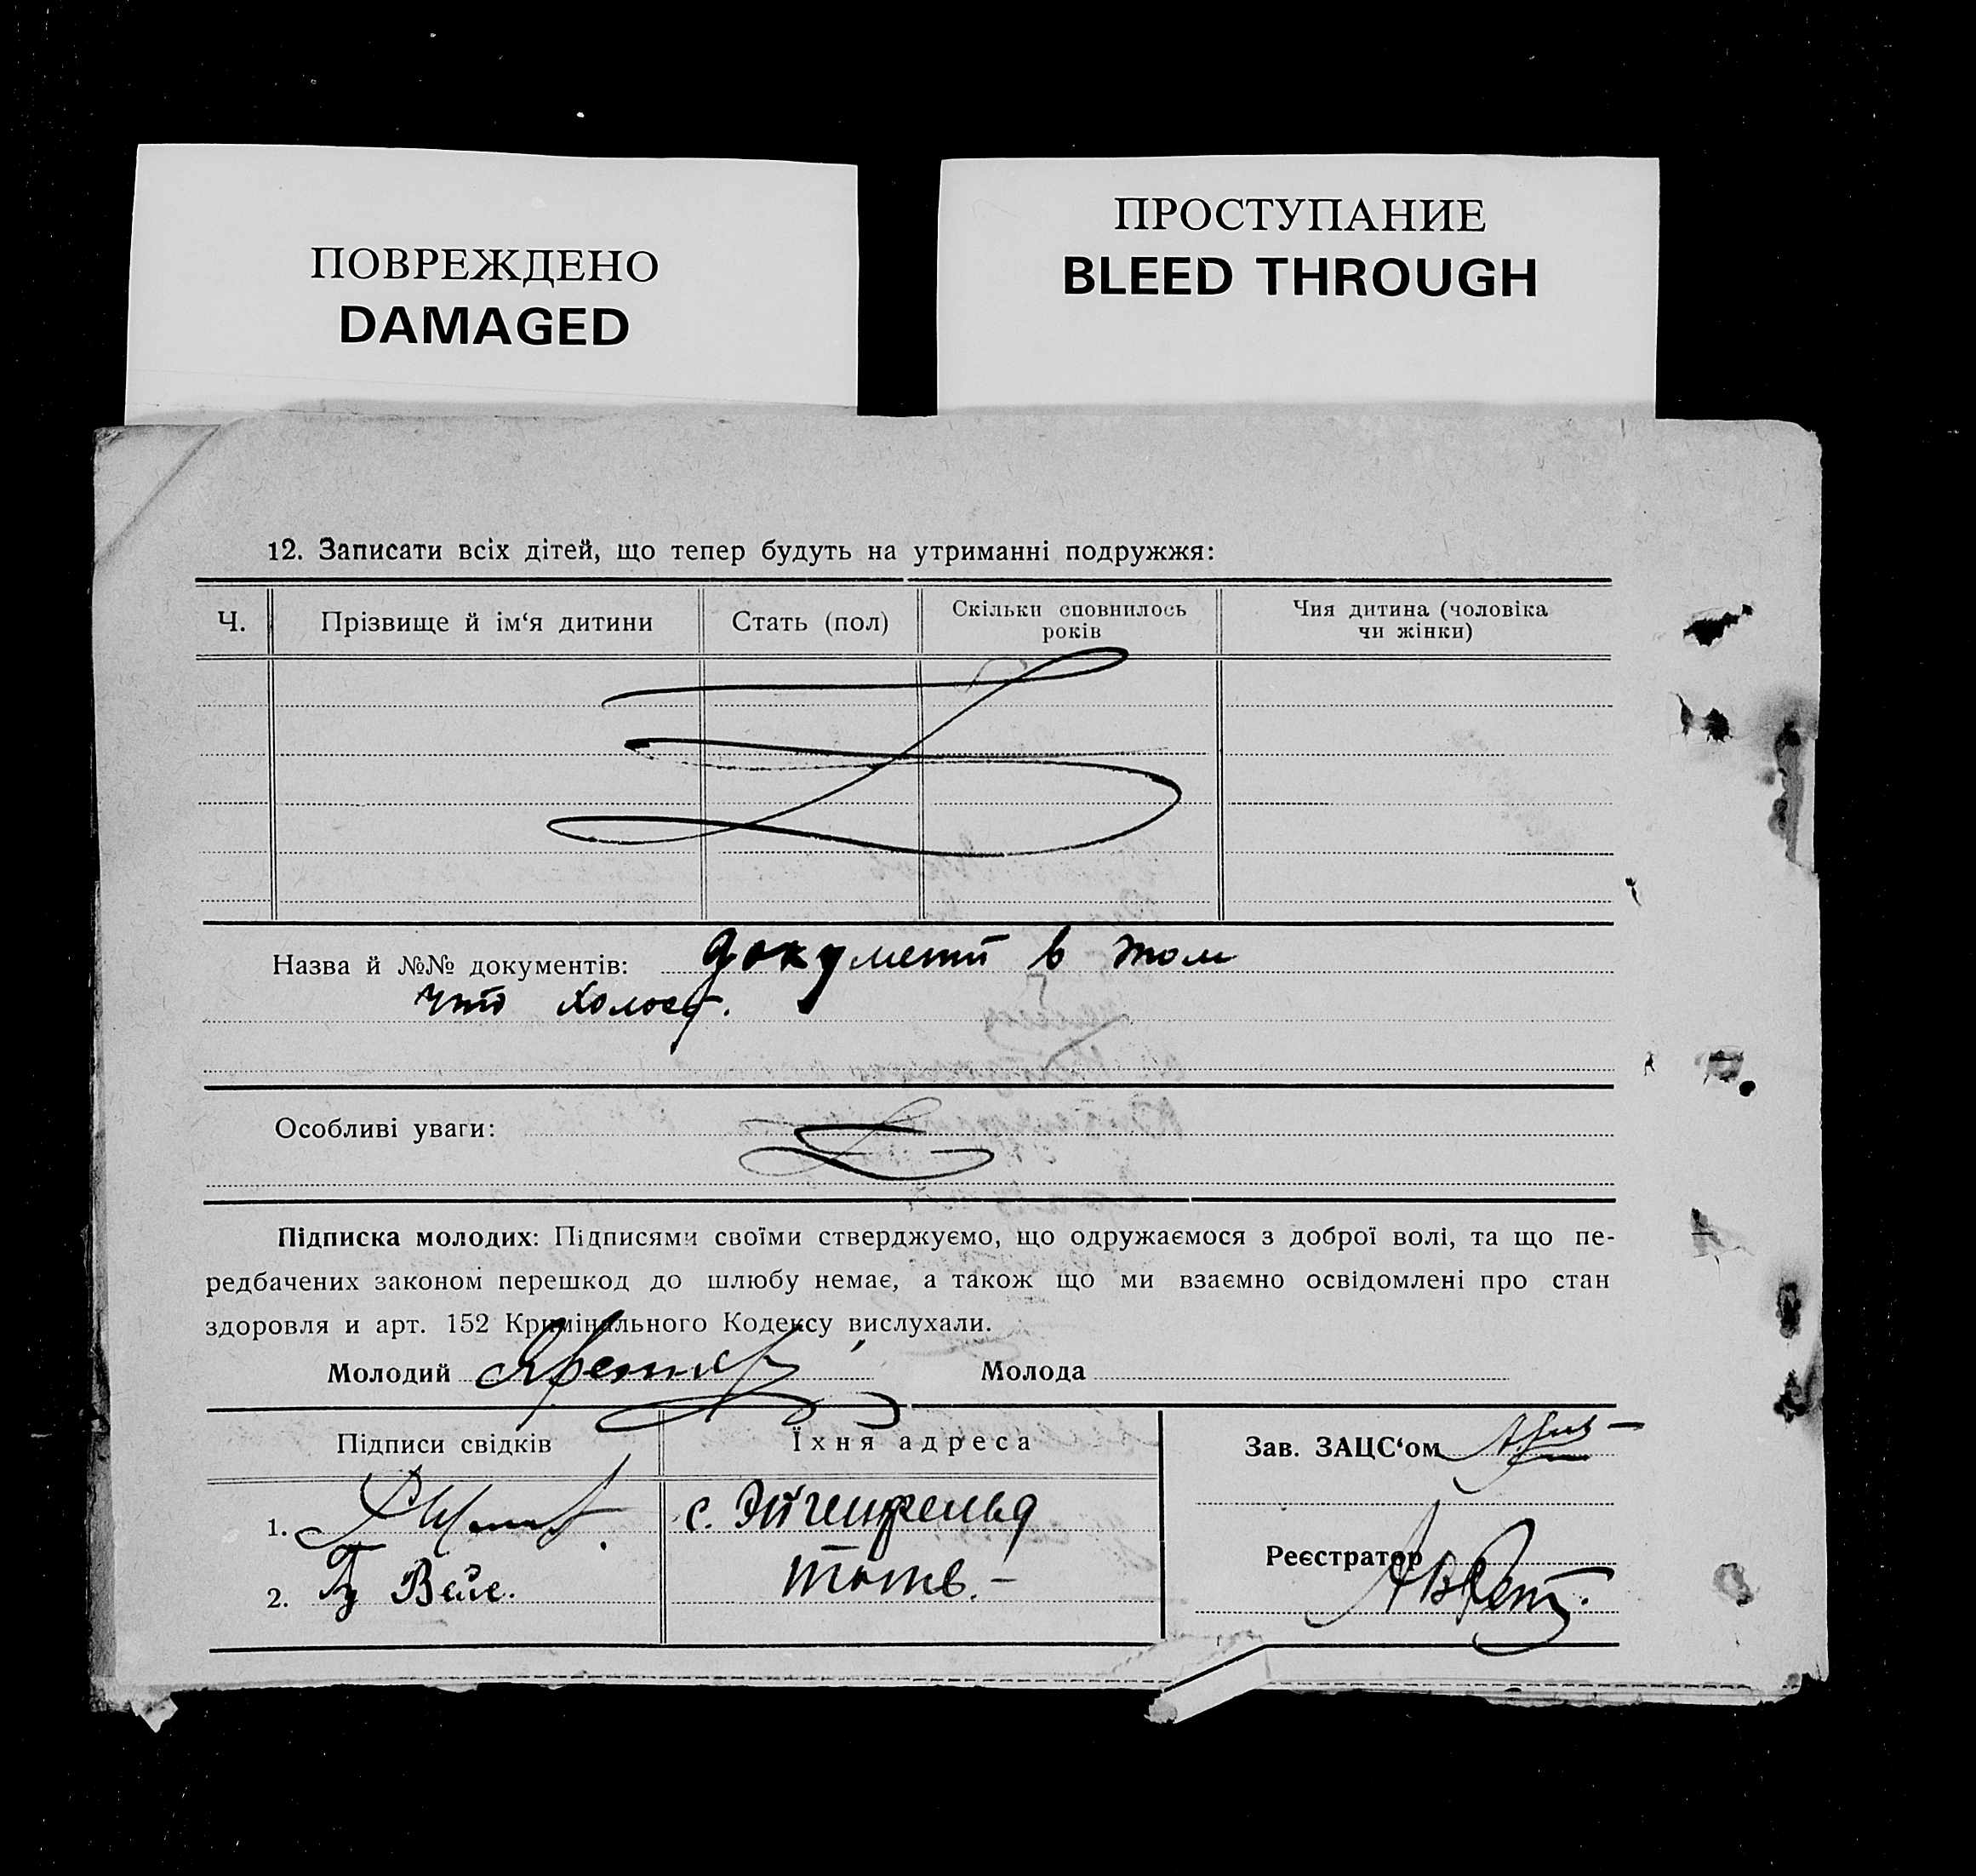 ПОВРЕЖДЕНО
DAMAGED
ПРОСТУПАНИЕ
BLEED THROUGH
12. Записати всіх дітей, що тепер будуть на утриманні подружжя:
Ч. Прізвище й ім‘я дитини Стать (пол) Скільки сповнилось років Чия дитина (чоловіка чи жінки)
Назва й №№ документів: документ в том
что холост.
Особливі уваги:
Підписка молодих: Підписями своїми стверджуємо, що одружаємося з доброї волі, та що пе-
редбачених законом перешкод до шлюбу немає, а також що ми взаємно освідомлені про стан
здоровля и арт. 152 Кримінального Кодексу вислухали.
Молодий Молода
Підписи свідків Їхня адреса Зав. ЗАЦС‘ом
1. с.
Реєстратор
2.